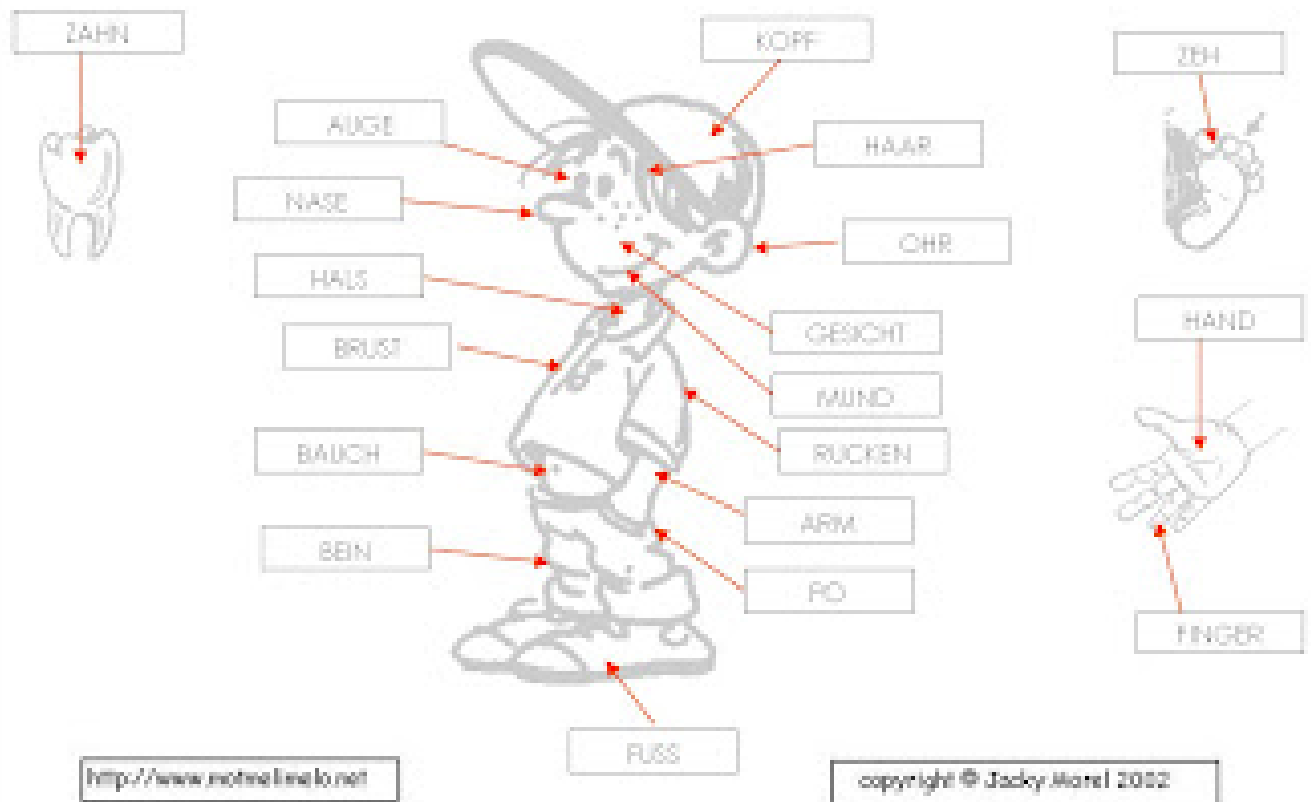 ZAHN
KOPF
ZEH
AUGE
HAAR
NASE
OHR
HALS
HAND
GESICHT
BRUST
MUND
BAUCH
RUCKEN
ARM
BEIN
PO
FINGER
FUSS
http://www.motmelimelo.net
copyright © Jacky Morel 2002